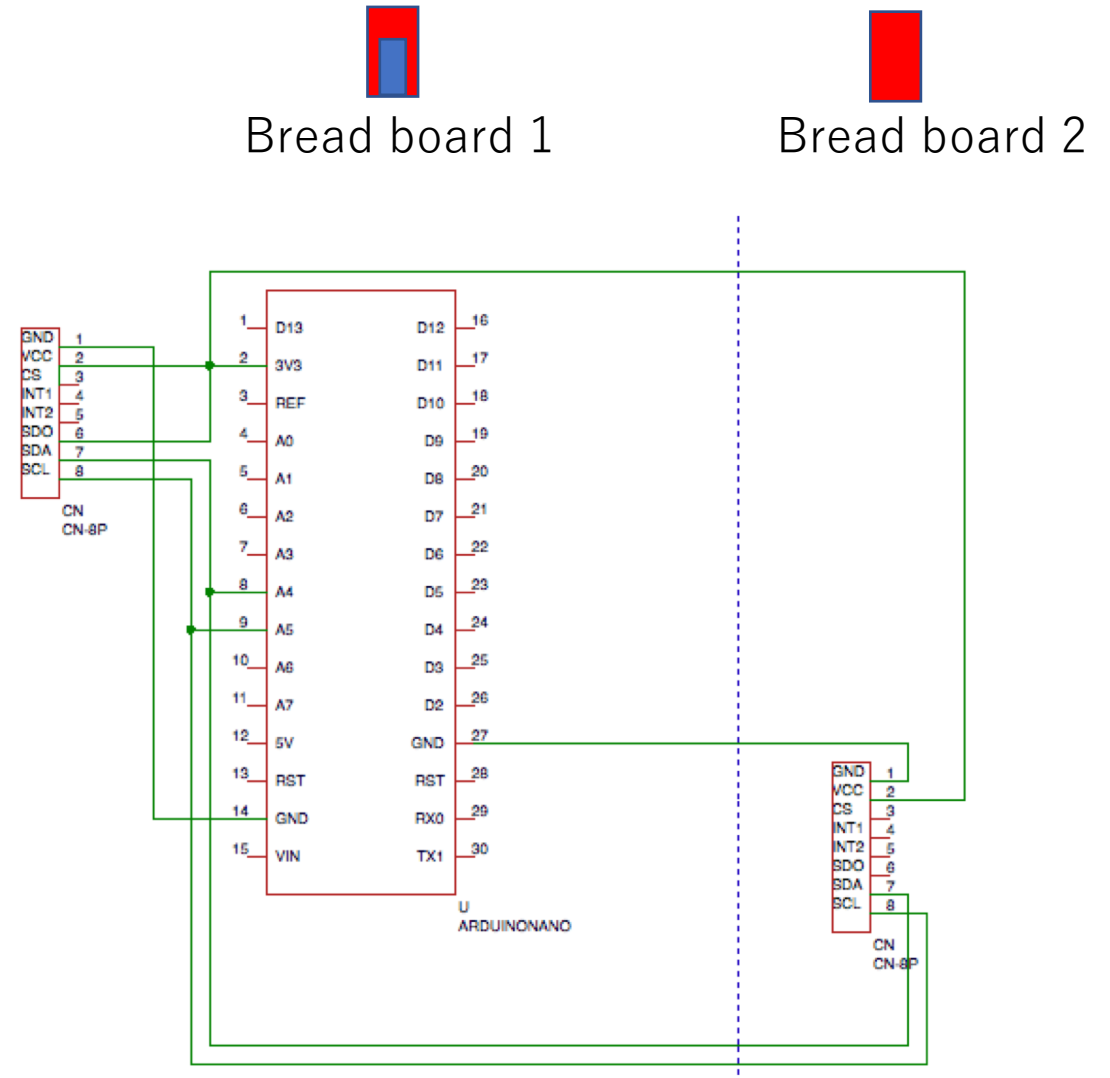 Bread board 1
Bread board 2
GND 1
VCC 2
CS 3
INT1 4
INT2 5
SDO 6
SDA 7
SCL 8
CN
CN-8P
1 D13 D12 16
2 3V3 D11 17
3 REF D10 18
4 A0 D9 19
5 A1 D8 20
6 A2 D7 21
7 A3 D6 22
8 A4 D5 23
9 A5 D4 24
10 A6 D3 25
11 A7 D2 26
12 5V GND 27
13 RST RST 28
14 GND RX0 29
15 VIN TX1 30
U
ARDUINONANO
GND 1
VCC 2
CS 3
INT1 4
INT2 5
SDO 6
SDA 7
SCL 8
CN
CN-8P